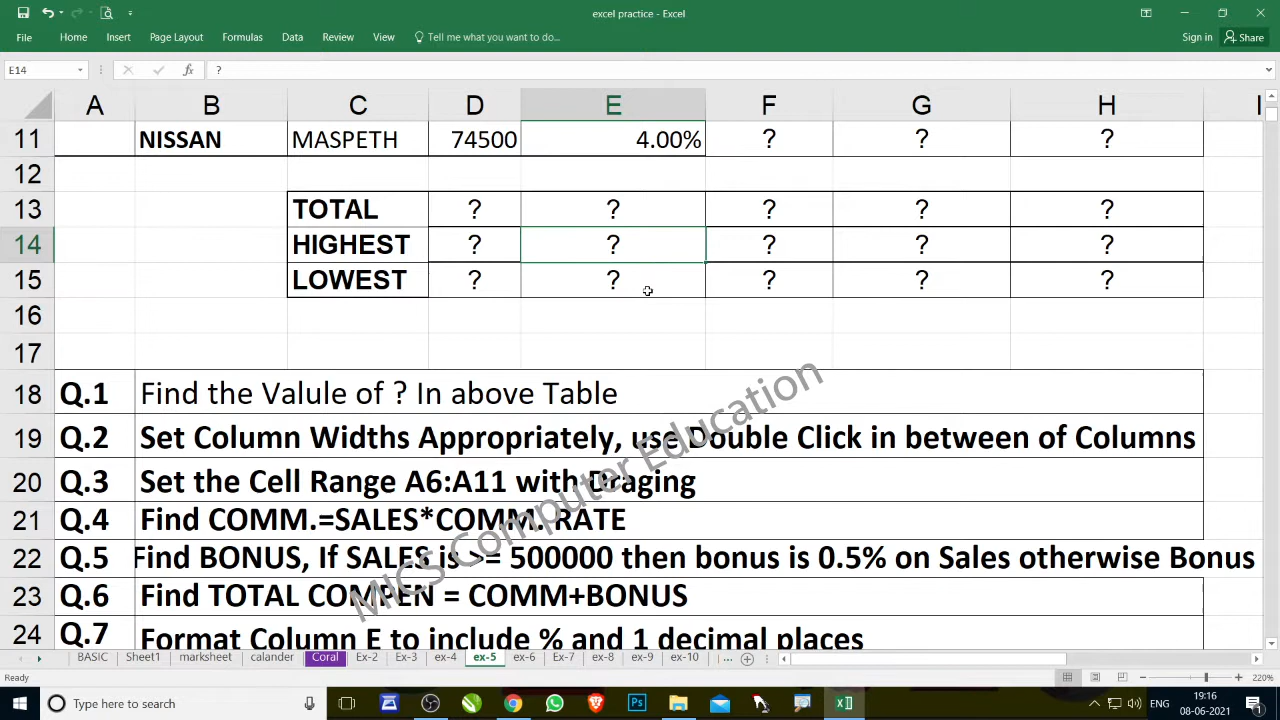 excel practice - Excel
File Home Insert Page Layout Formulas Data Review View Tell me what you want to do... Sign in Share
E14 fx ?
A B C D E F G H I
11 NISSAN MASPETH 74500 4.00% ? ? ?
12
13 TOTAL ? ? ? ? ?
14 HIGHEST ? ? ? ? ?
15 LOWEST ? ? ? ? ?
16
17
18 Q.1 Find the Valule of ? In above Table
19 Q.2 Set Column Widths Appropriately, use Double Click in between of Columns
20 Q.3 Set the Cell Range A6:A11 with Draging
21 Q.4 Find COMM.=SALES*COMM. RATE
22 Q.5 Find BONUS, If SALES is >= 500000 then bonus is 0.5% on Sales otherwise Bonus
23 Q.6 Find TOTAL COMPEN = COMM+BONUS
24 Q.7 Format Column E to include % and 1 decimal places
MICS Computer Education
BASIC Sheet1 marksheet calander Coral Ex-2 Ex-3 ex-4 ex-5 ex-6 Ex-7 ex-8 ex-9 ex-10 ...
Ready 220%
Type here to search ENG 19:16
08-06-2021